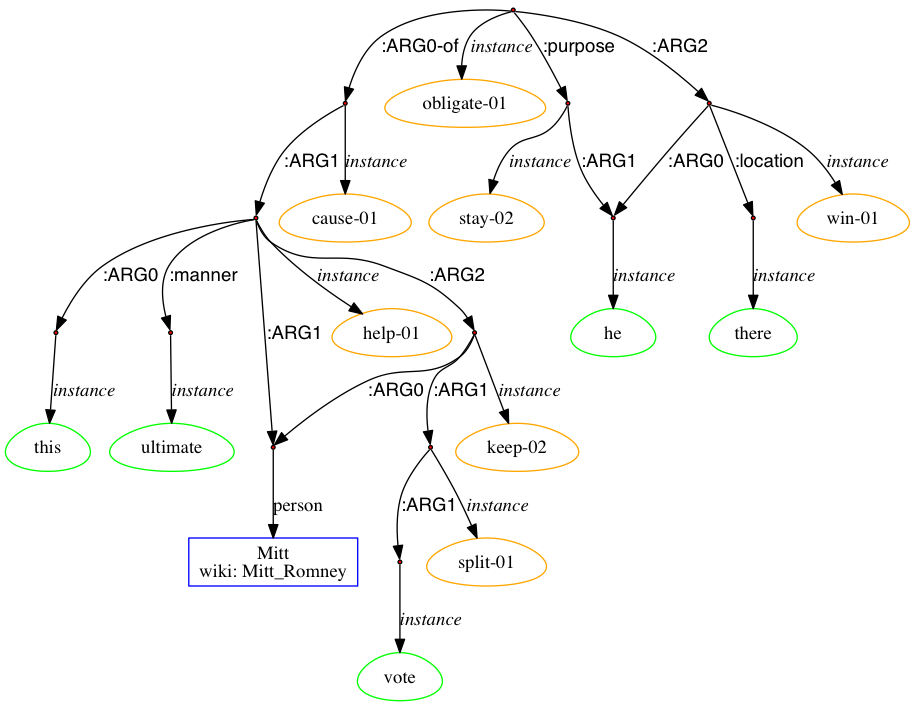 :ARG0-of instance :purpose :ARG2
obligate-01
:ARG1 instance instance :ARG1 :ARG0 :location instance
cause-01 stay-02 win-01
:ARG0 :manner instance :ARG2 instance instance
:ARG1 help-01 he there
instance instance :ARG0 :ARG1 instance
this ultimate keep-02
person :ARG1 instance
Mitt
wiki: Mitt_Romney
split-01
instance
vote